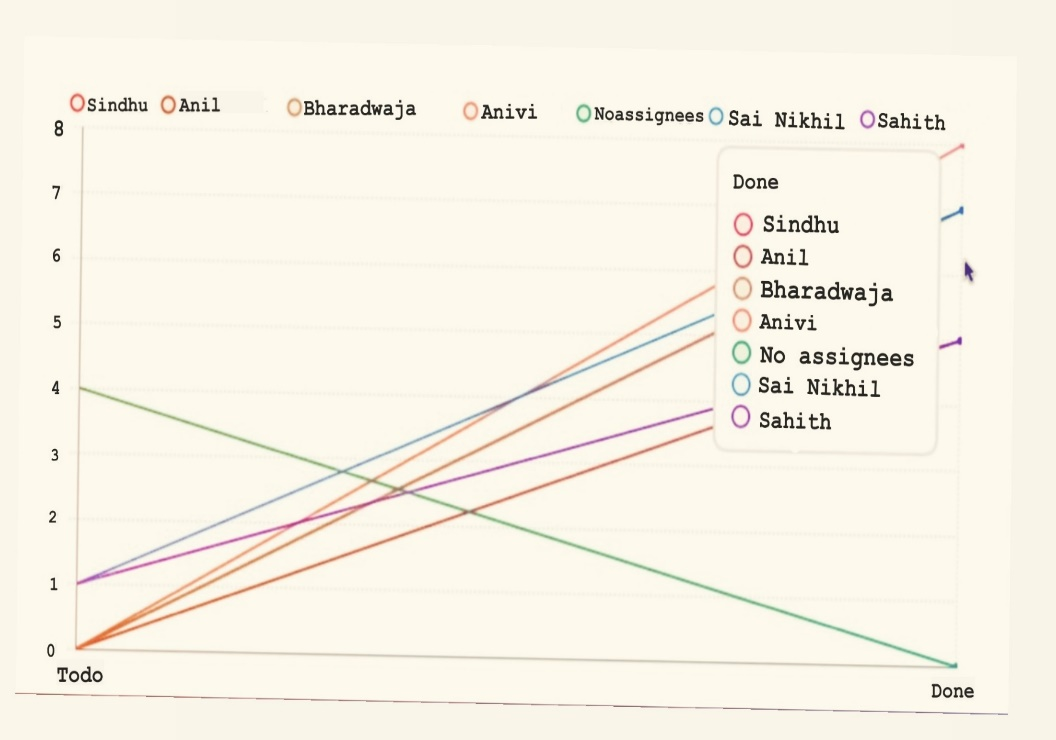 Sindhu Anil Bharadwaja Anivi Noassignees Sai Nikhil Sahith
8
7
6
5
4
3
2
1
0
Done
Sindhu
Anil
Bharadwaja
Anivi
No assignees
Sai Nikhil
Sahith
Todo
Done